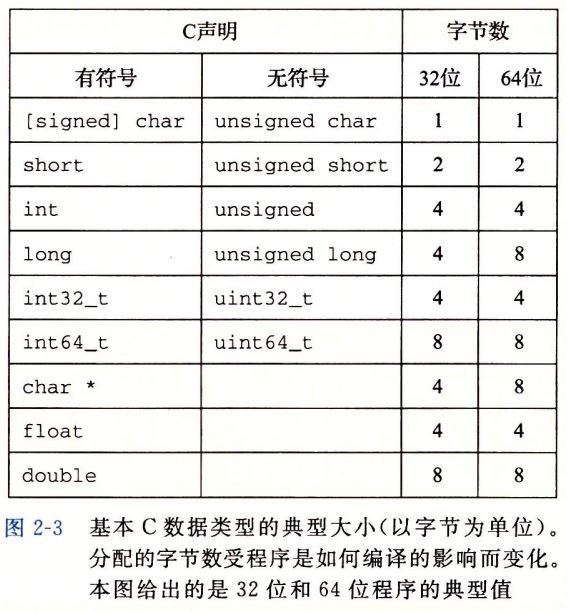 C声明 字节数
有符号 无符号 32位 64位
[signed] char unsigned char 1 1
short unsigned short 2 2
int unsigned 4 4
long unsigned long 4 8
int32_t uint32_t 4 4
int64_t uint64_t 8 8
char * 4 8
float 4 4
double 8 8
图 2-3 基本 C 数据类型的典型大小(以字节为单位)。
分配的字节数受程序是如何编译的影响而变化。
本图给出的是 32 位和 64 位程序的典型值